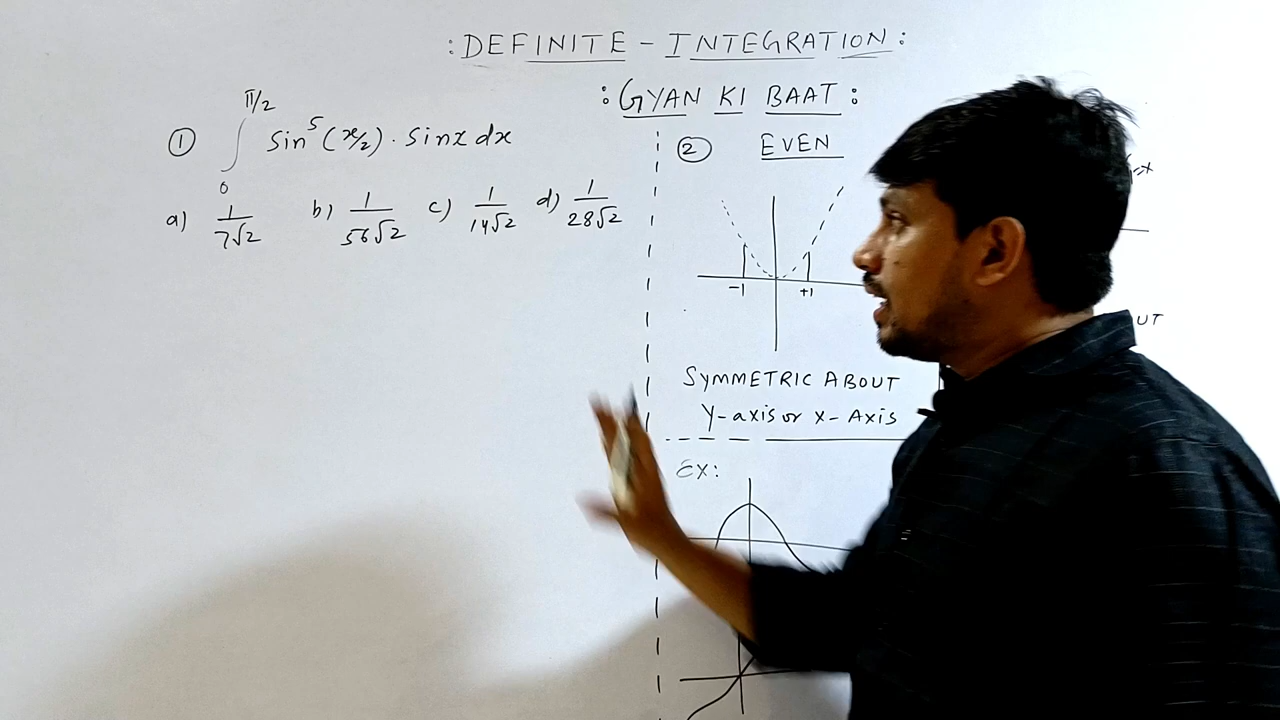 : DEFINITE - INTEGRATION :
: GYAN KI BAAT :
① ∫₀^{π/2} sin⁵(x/2) · sinx dx
a) 1/7√2 b) 1/56√2 c) 1/14√2 d) 1/28√2
② EVEN
-1 +1
SYMMETRIC ABOUT
Y-axis or x-Axis
EX: